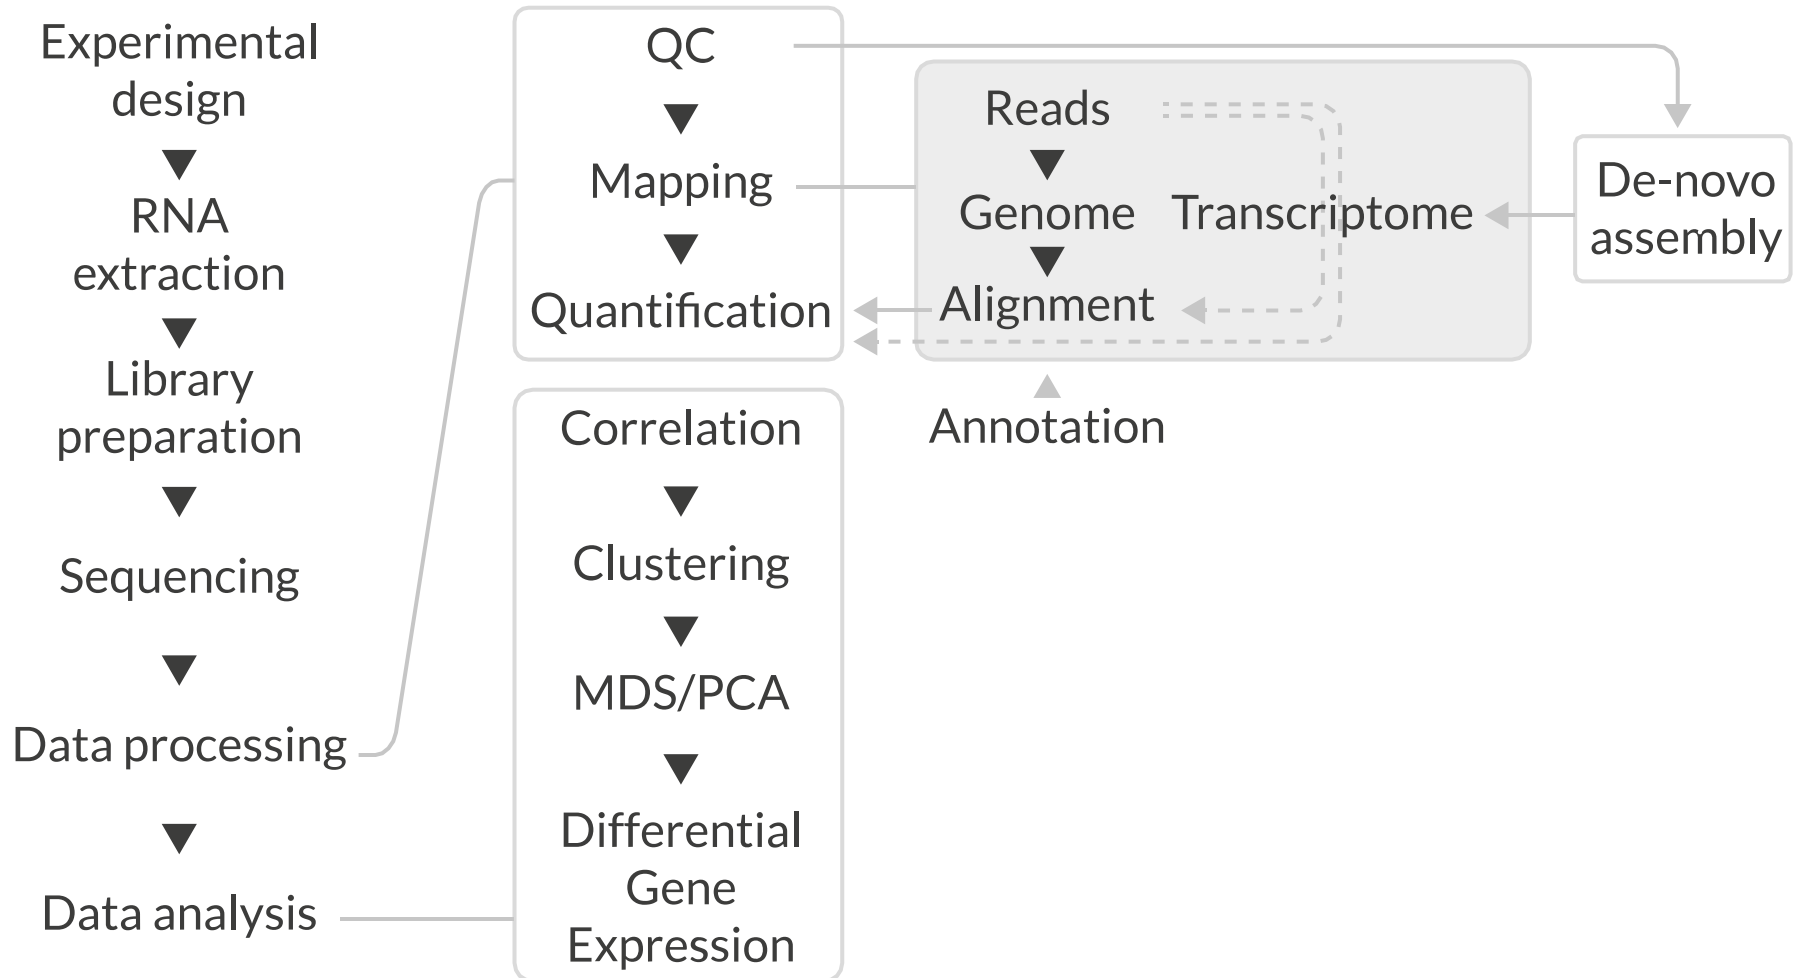 Experimental
design
RNA
extraction
Library
preparation
Sequencing
Data processing
Data analysis
QC
Mapping
Quantification
Reads
Genome
Transcriptome
Alignment
Annotation
De-novo
assembly
Correlation
Clustering
MDS/PCA
Differential
Gene
Expression